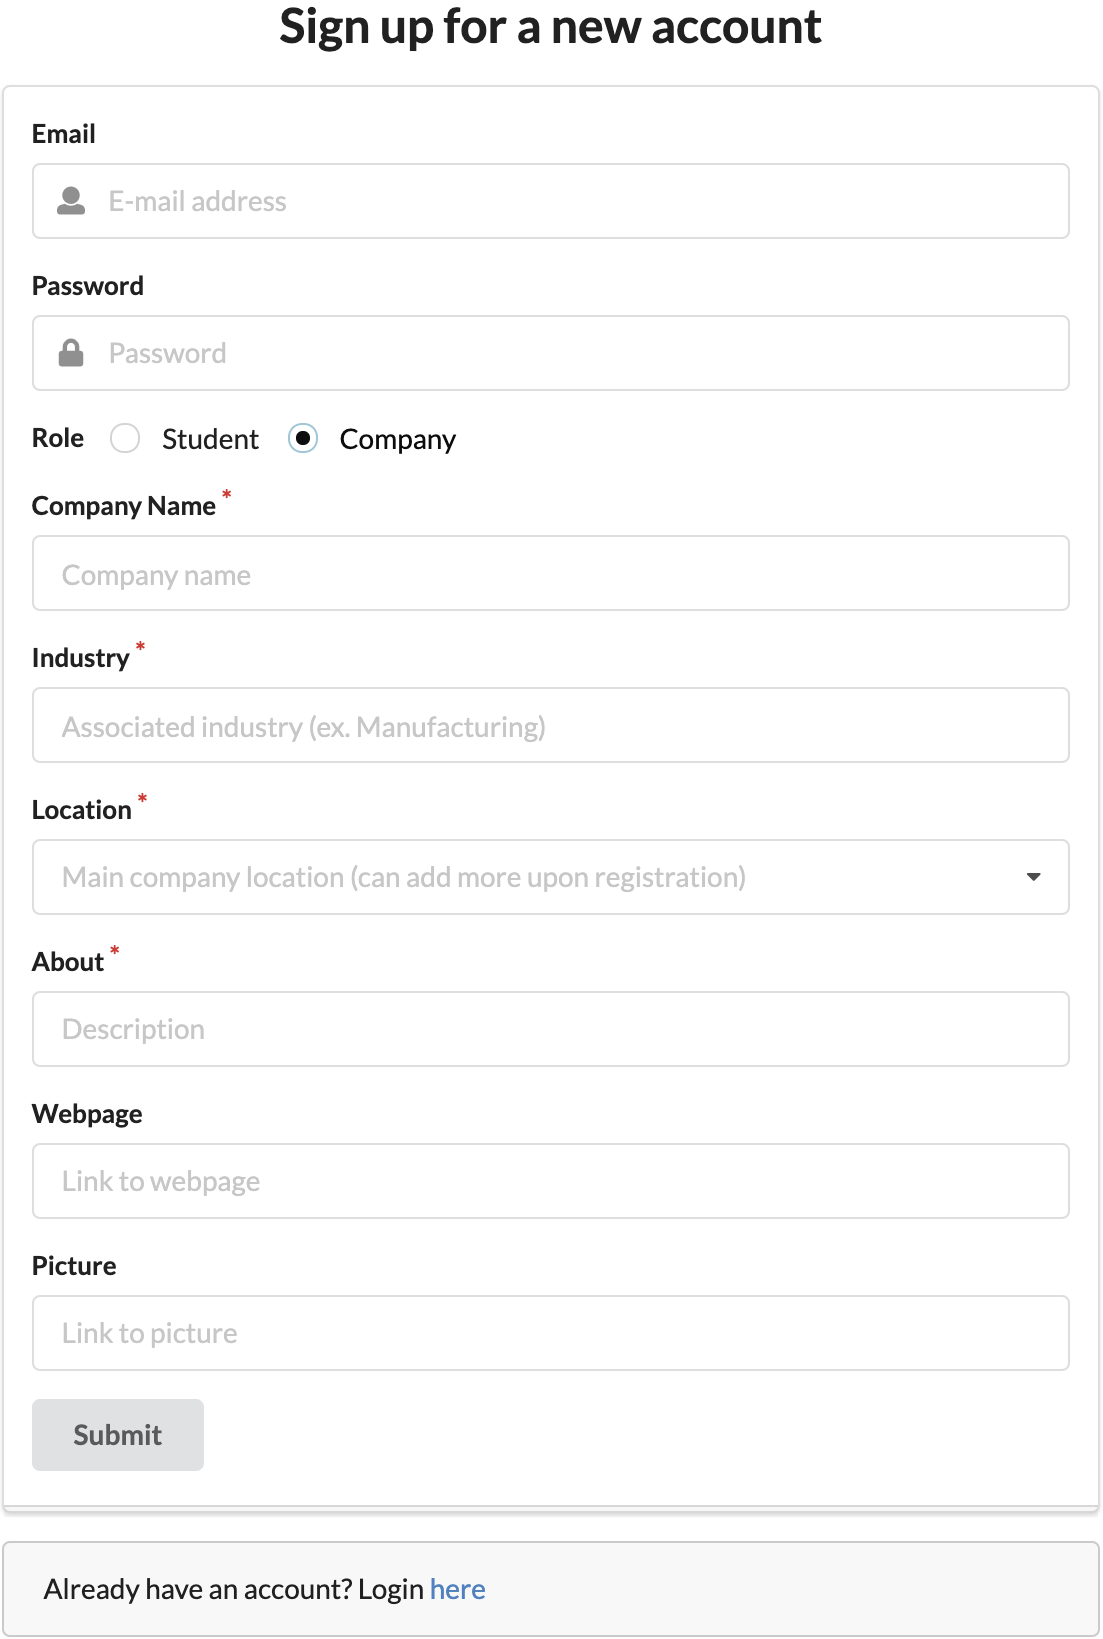 Sign up for a new account
Email
E-mail address
Password
Password
Role Student Company
Company Name *
Company name
Industry *
Associated industry (ex. Manufacturing)
Location *
Main company location (can add more upon registration)
About *
Description
Webpage
Link to webpage
Picture
Link to picture
Submit
Already have an account? Login here